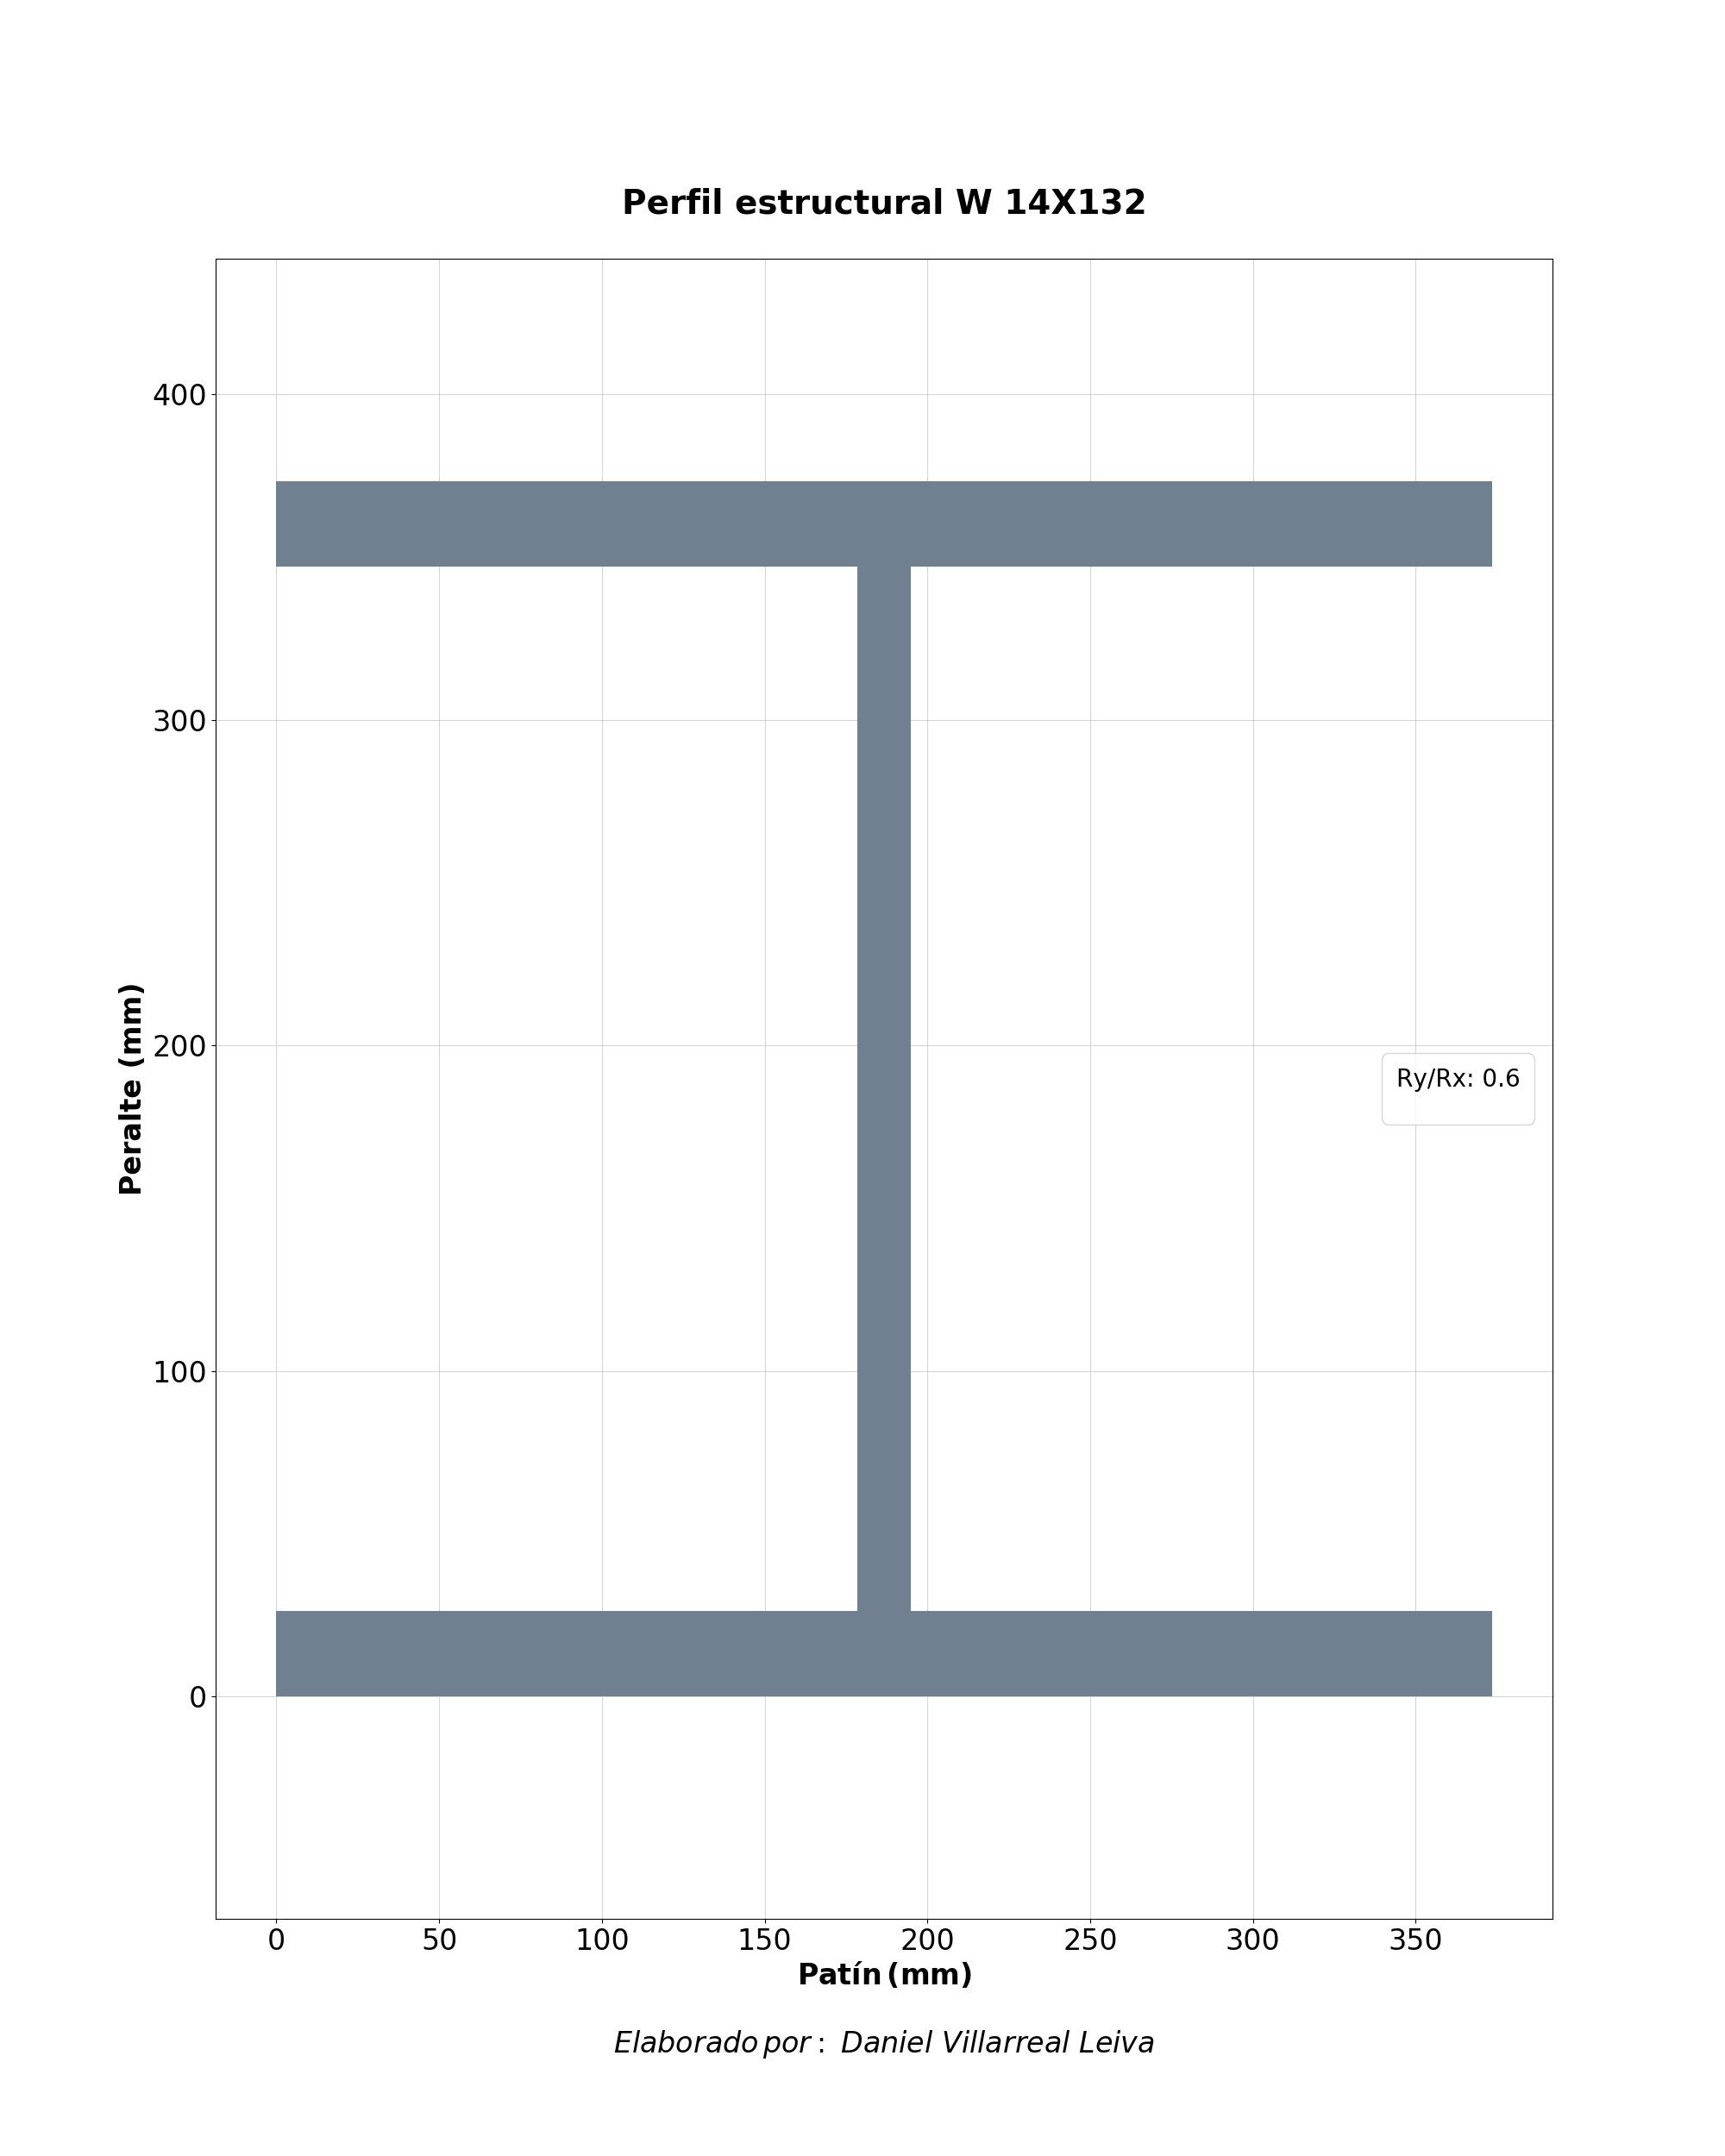 Perfil estructural W 14X132
400
300
200
100
0
Peralte (mm)
Ry/Rx: 0.6
0 50 100 150 200 250 300 350
Patín (mm)
Elaborado por: Daniel Villarreal Leiva